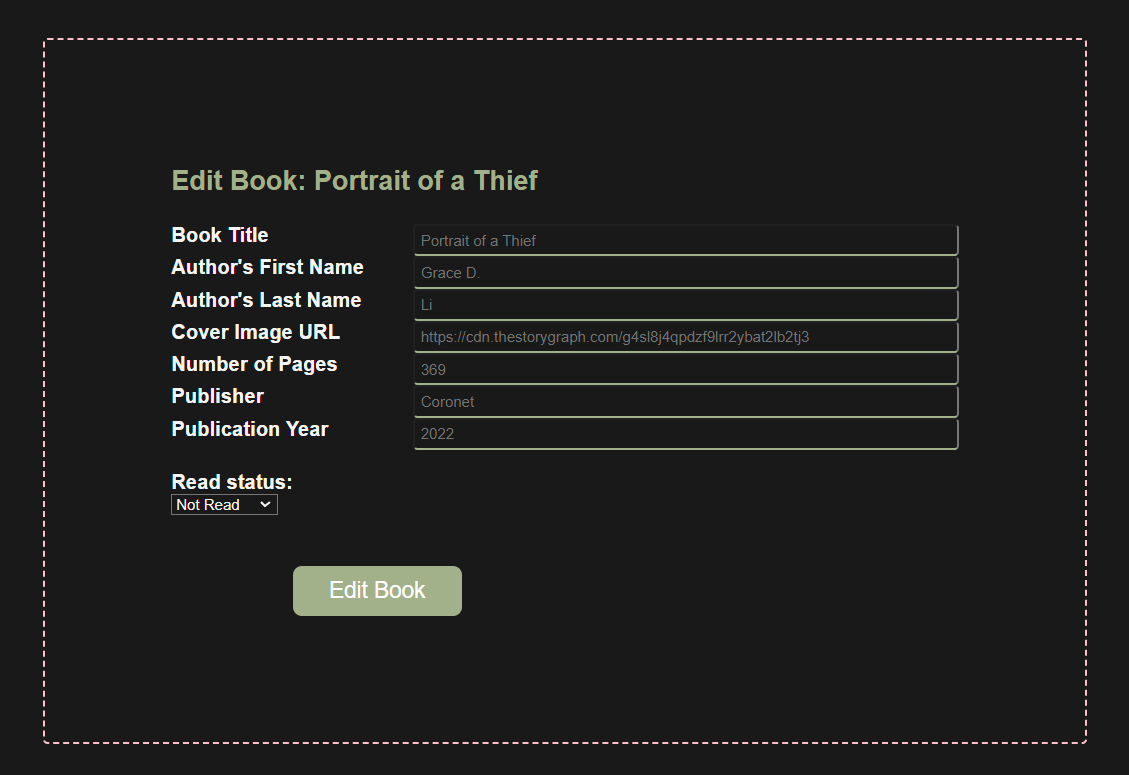 Edit Book: Portrait of a Thief
Book Title Portrait of a Thief
Author's First Name Grace D.
Author's Last Name Li
Cover Image URL https://cdn.thestorygraph.com/g4sl8j4qpdzf9lrr2ybat2lb2tj3
Number of Pages 369
Publisher Coronet
Publication Year 2022
Read status:
Not Read
Edit Book